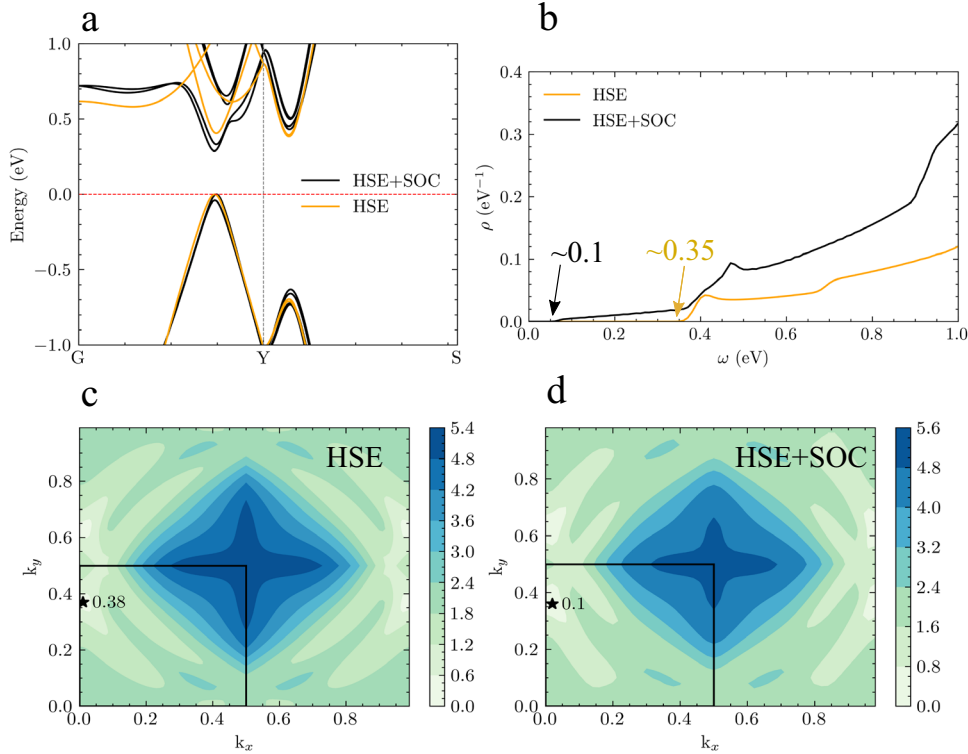 a
1.0
0.5
0.0
−0.5
−1.0
Energy (eV)
G
Y
S
HSE+SOC
HSE
b
0.4
0.3
0.2
0.1
0.0
ρ (eV⁻¹)
HSE
HSE+SOC
~0.1
~0.35
0.0
0.2
0.4
0.6
0.8
1.0
ω (eV)
c
HSE
0.8
0.6
0.4
0.2
0.0
k_y
0.38
0.0
0.2
0.4
0.6
0.8
k_x
5.4
4.8
4.2
3.6
3.0
2.4
1.8
1.2
0.6
0.0
d
HSE+SOC
0.8
0.6
0.4
0.2
0.0
k_y
0.1
0.0
0.2
0.4
0.6
0.8
k_x
5.6
4.8
4.0
3.2
2.4
1.6
0.8
0.0